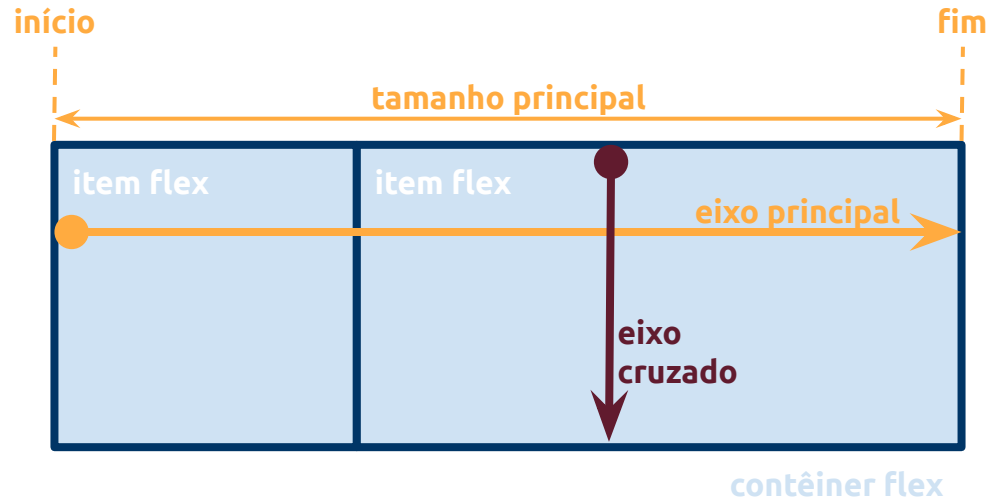 início
fim
tamanho principal
item flex
item flex
eixo principal
eixo
cruzado
contêiner flex